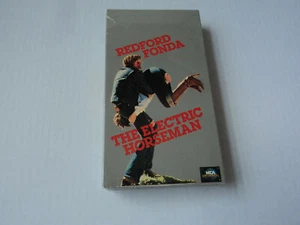 REDFORD
FONDA
THE ELECTRIC
HORSEMAN
MCA